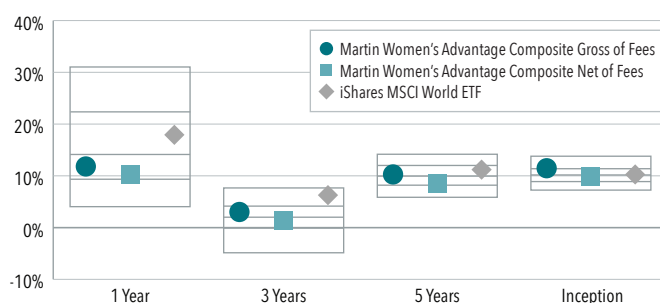 40%
30%
20%
10%
0%
-10%
Martin Women's Advantage Composite Gross of Fees
Martin Women's Advantage Composite Net of Fees
iShares MSCI World ETF
1 Year
3 Years
5 Years
Inception